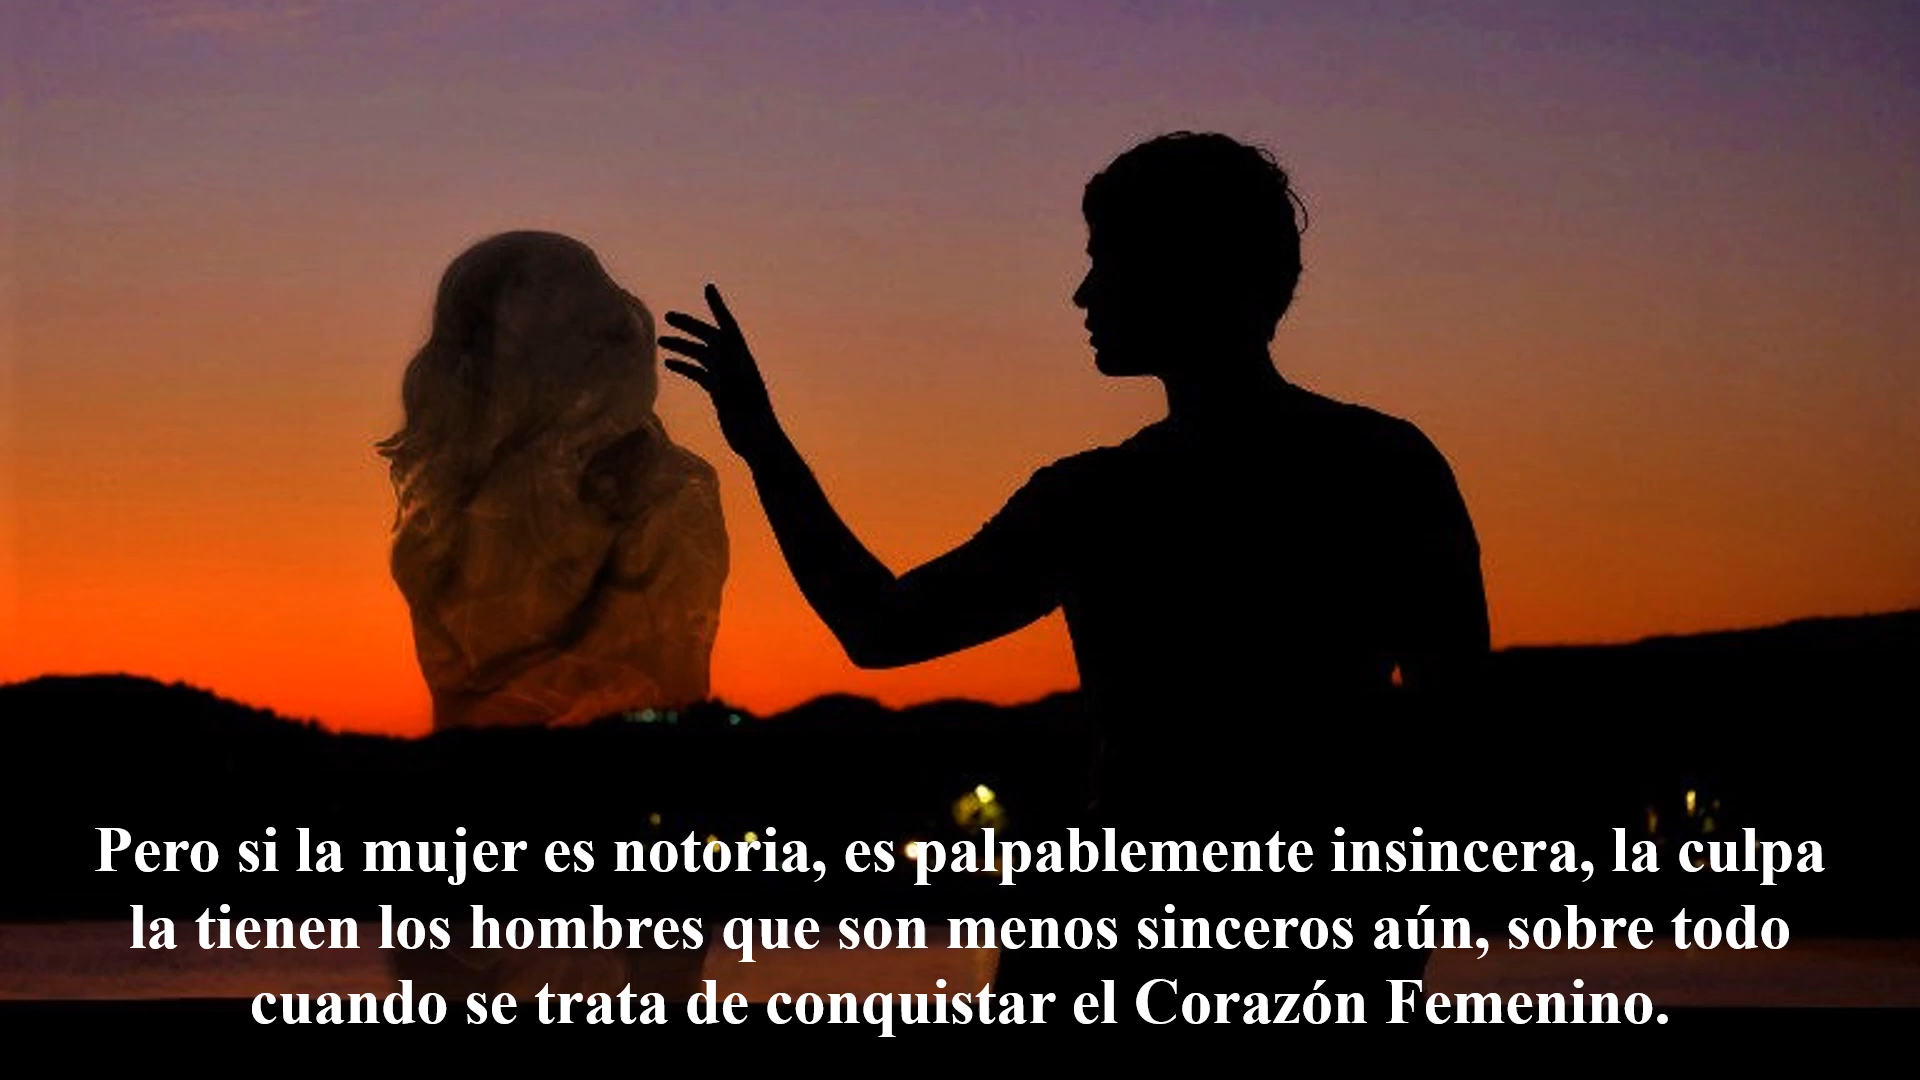 Pero si la mujer es notoria, es palpablemente insincera, la culpa
la tienen los hombres que son menos sinceros aún, sobre todo
cuando se trata de conquistar el Corazón Femenino.